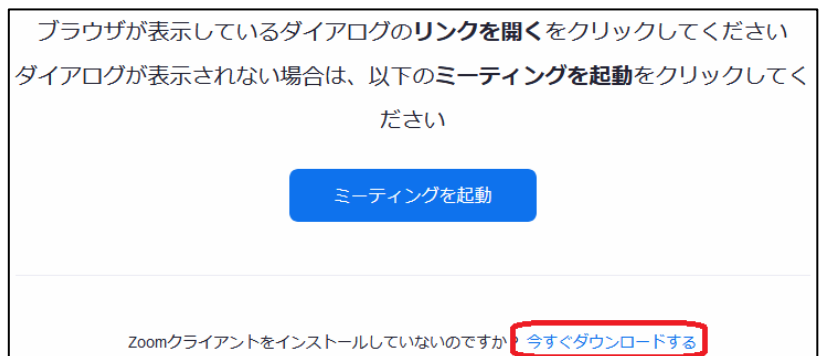 ブラウザが表示しているダイアログのリンクを開くをクリックしてください
ダイアログが表示されない場合は、以下のミーティングを起動をクリックしてく
ださい
ミーティングを起動
Zoomクライアントをインストールしていないのですか? 今すぐダウンロードする